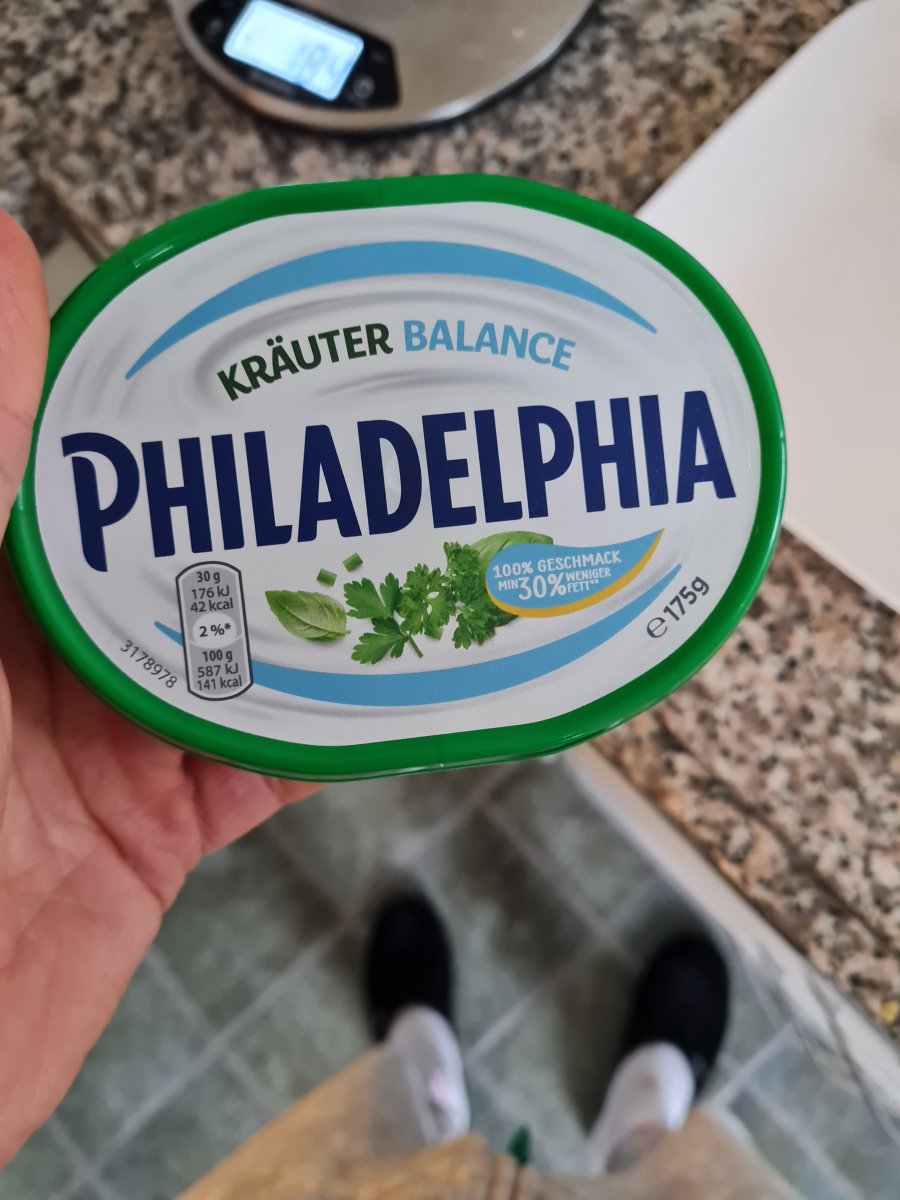 184
KRÄUTER BALANCE
PHILADELPHIA
100% GESCHMACK
MIN 30% WENIGER FETT**
30 g
176 kJ
42 kcal
2 %*
100 g
587 kJ
141 kcal
3178978
℮175g